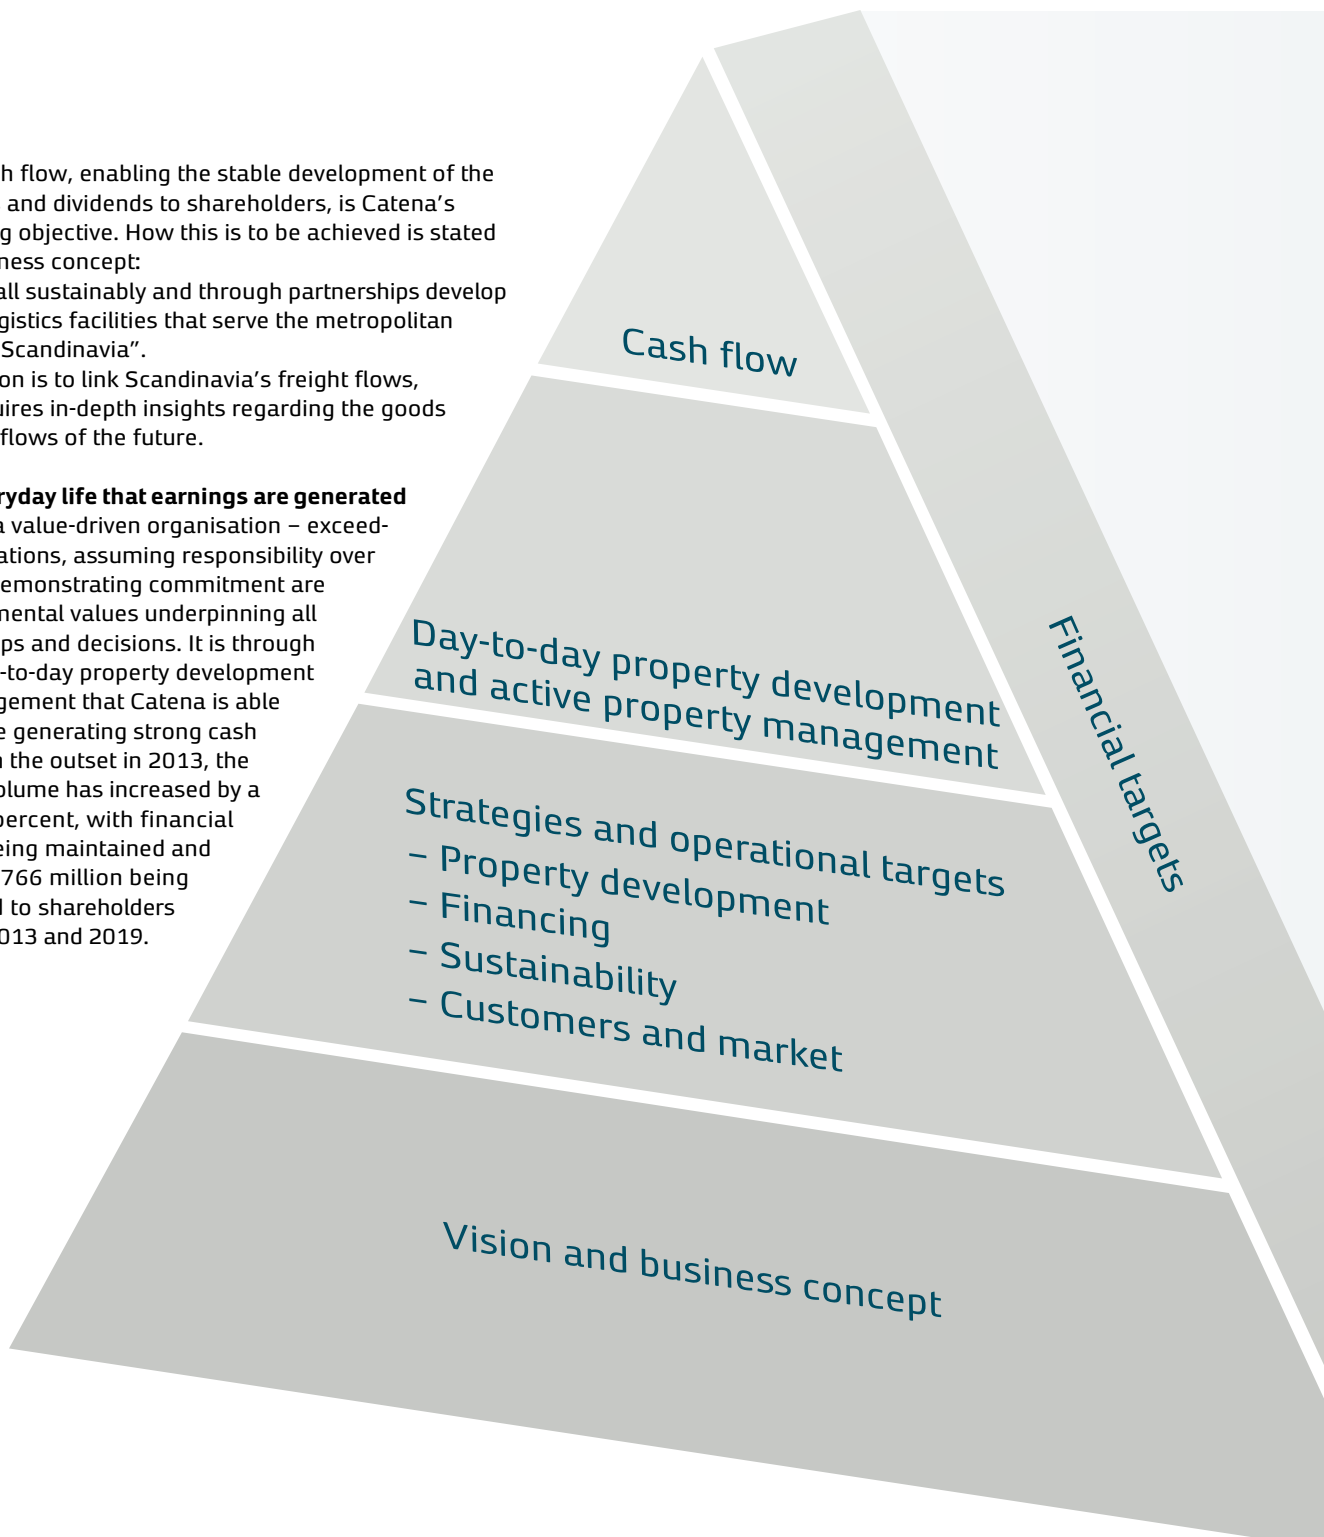 h flow, enabling the stable development of the
and dividends to shareholders, is Catena’s
g objective. How this is to be achieved is stated
ness concept:
all sustainably and through partnerships develop
gistics facilities that serve the metropolitan
Scandinavia”.
on is to link Scandinavia’s freight flows,
uires in-depth insights regarding the goods
flows of the future.
ryday life that earnings are generated
a value-driven organisation – exceed-
ations, assuming responsibility over
emonstrating commitment are
mental values underpinning all
ps and decisions. It is through
-to-day property development
gement that Catena is able
e generating strong cash
the outset in 2013, the
olume has increased by a
percent, with financial
eing maintained and
766 million being
d to shareholders
013 and 2019.
Cash flow
Day-to-day property development
and active property management
Strategies and operational targets
– Property development
– Financing
– Sustainability
– Customers and market
Vision and business concept
Financial targets